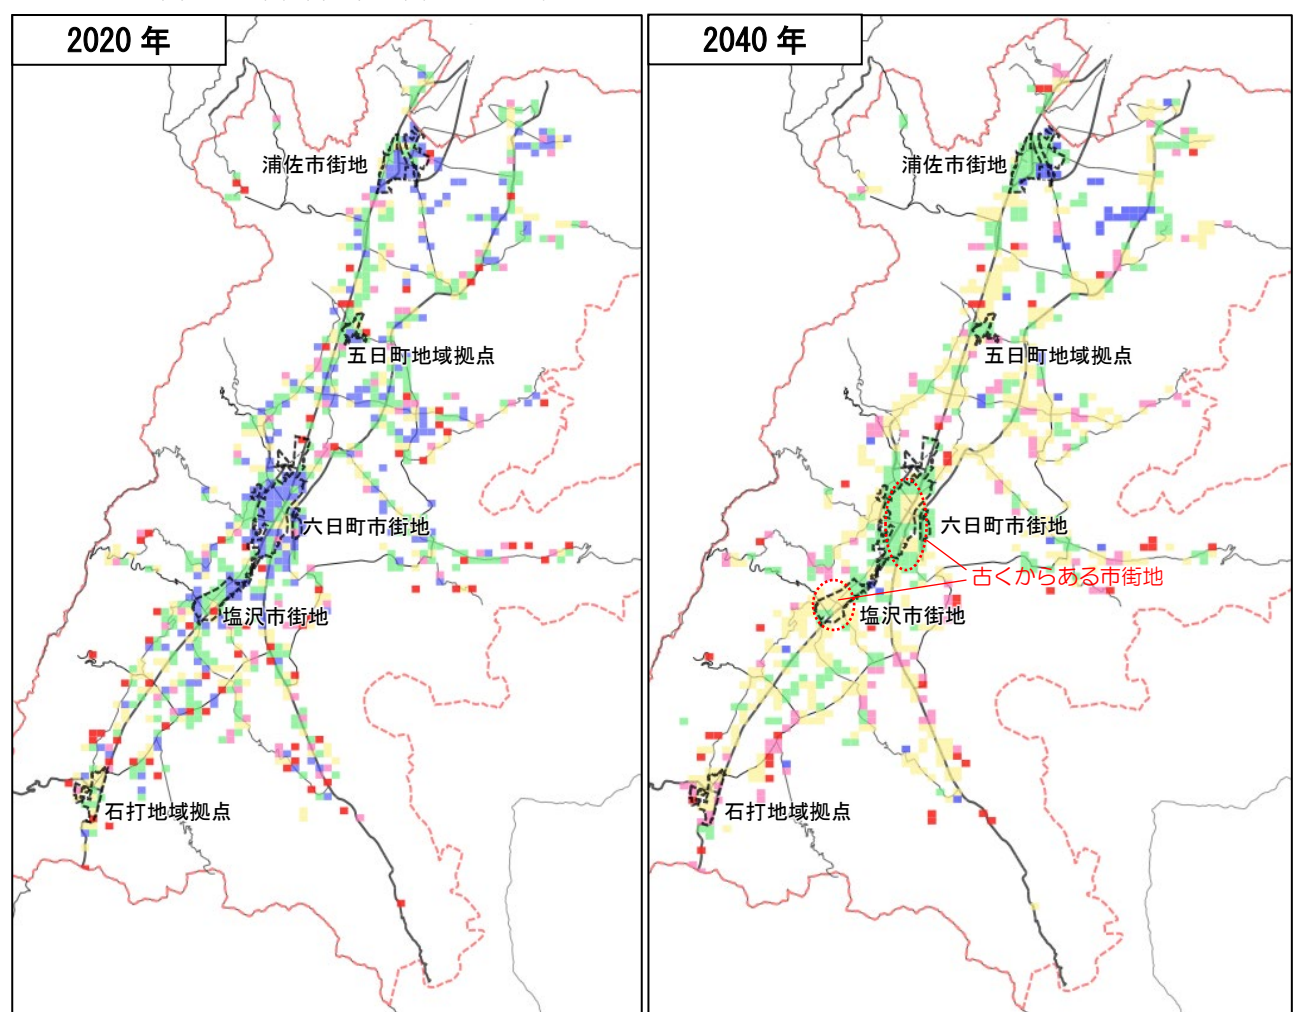 2020 年
浦佐市街地
五日町地域拠点
六日町市街地
塩沢市街地
石打地域拠点
2040 年
浦佐市街地
五日町地域拠点
六日町市街地
古くからある市街地
塩沢市街地
石打地域拠点